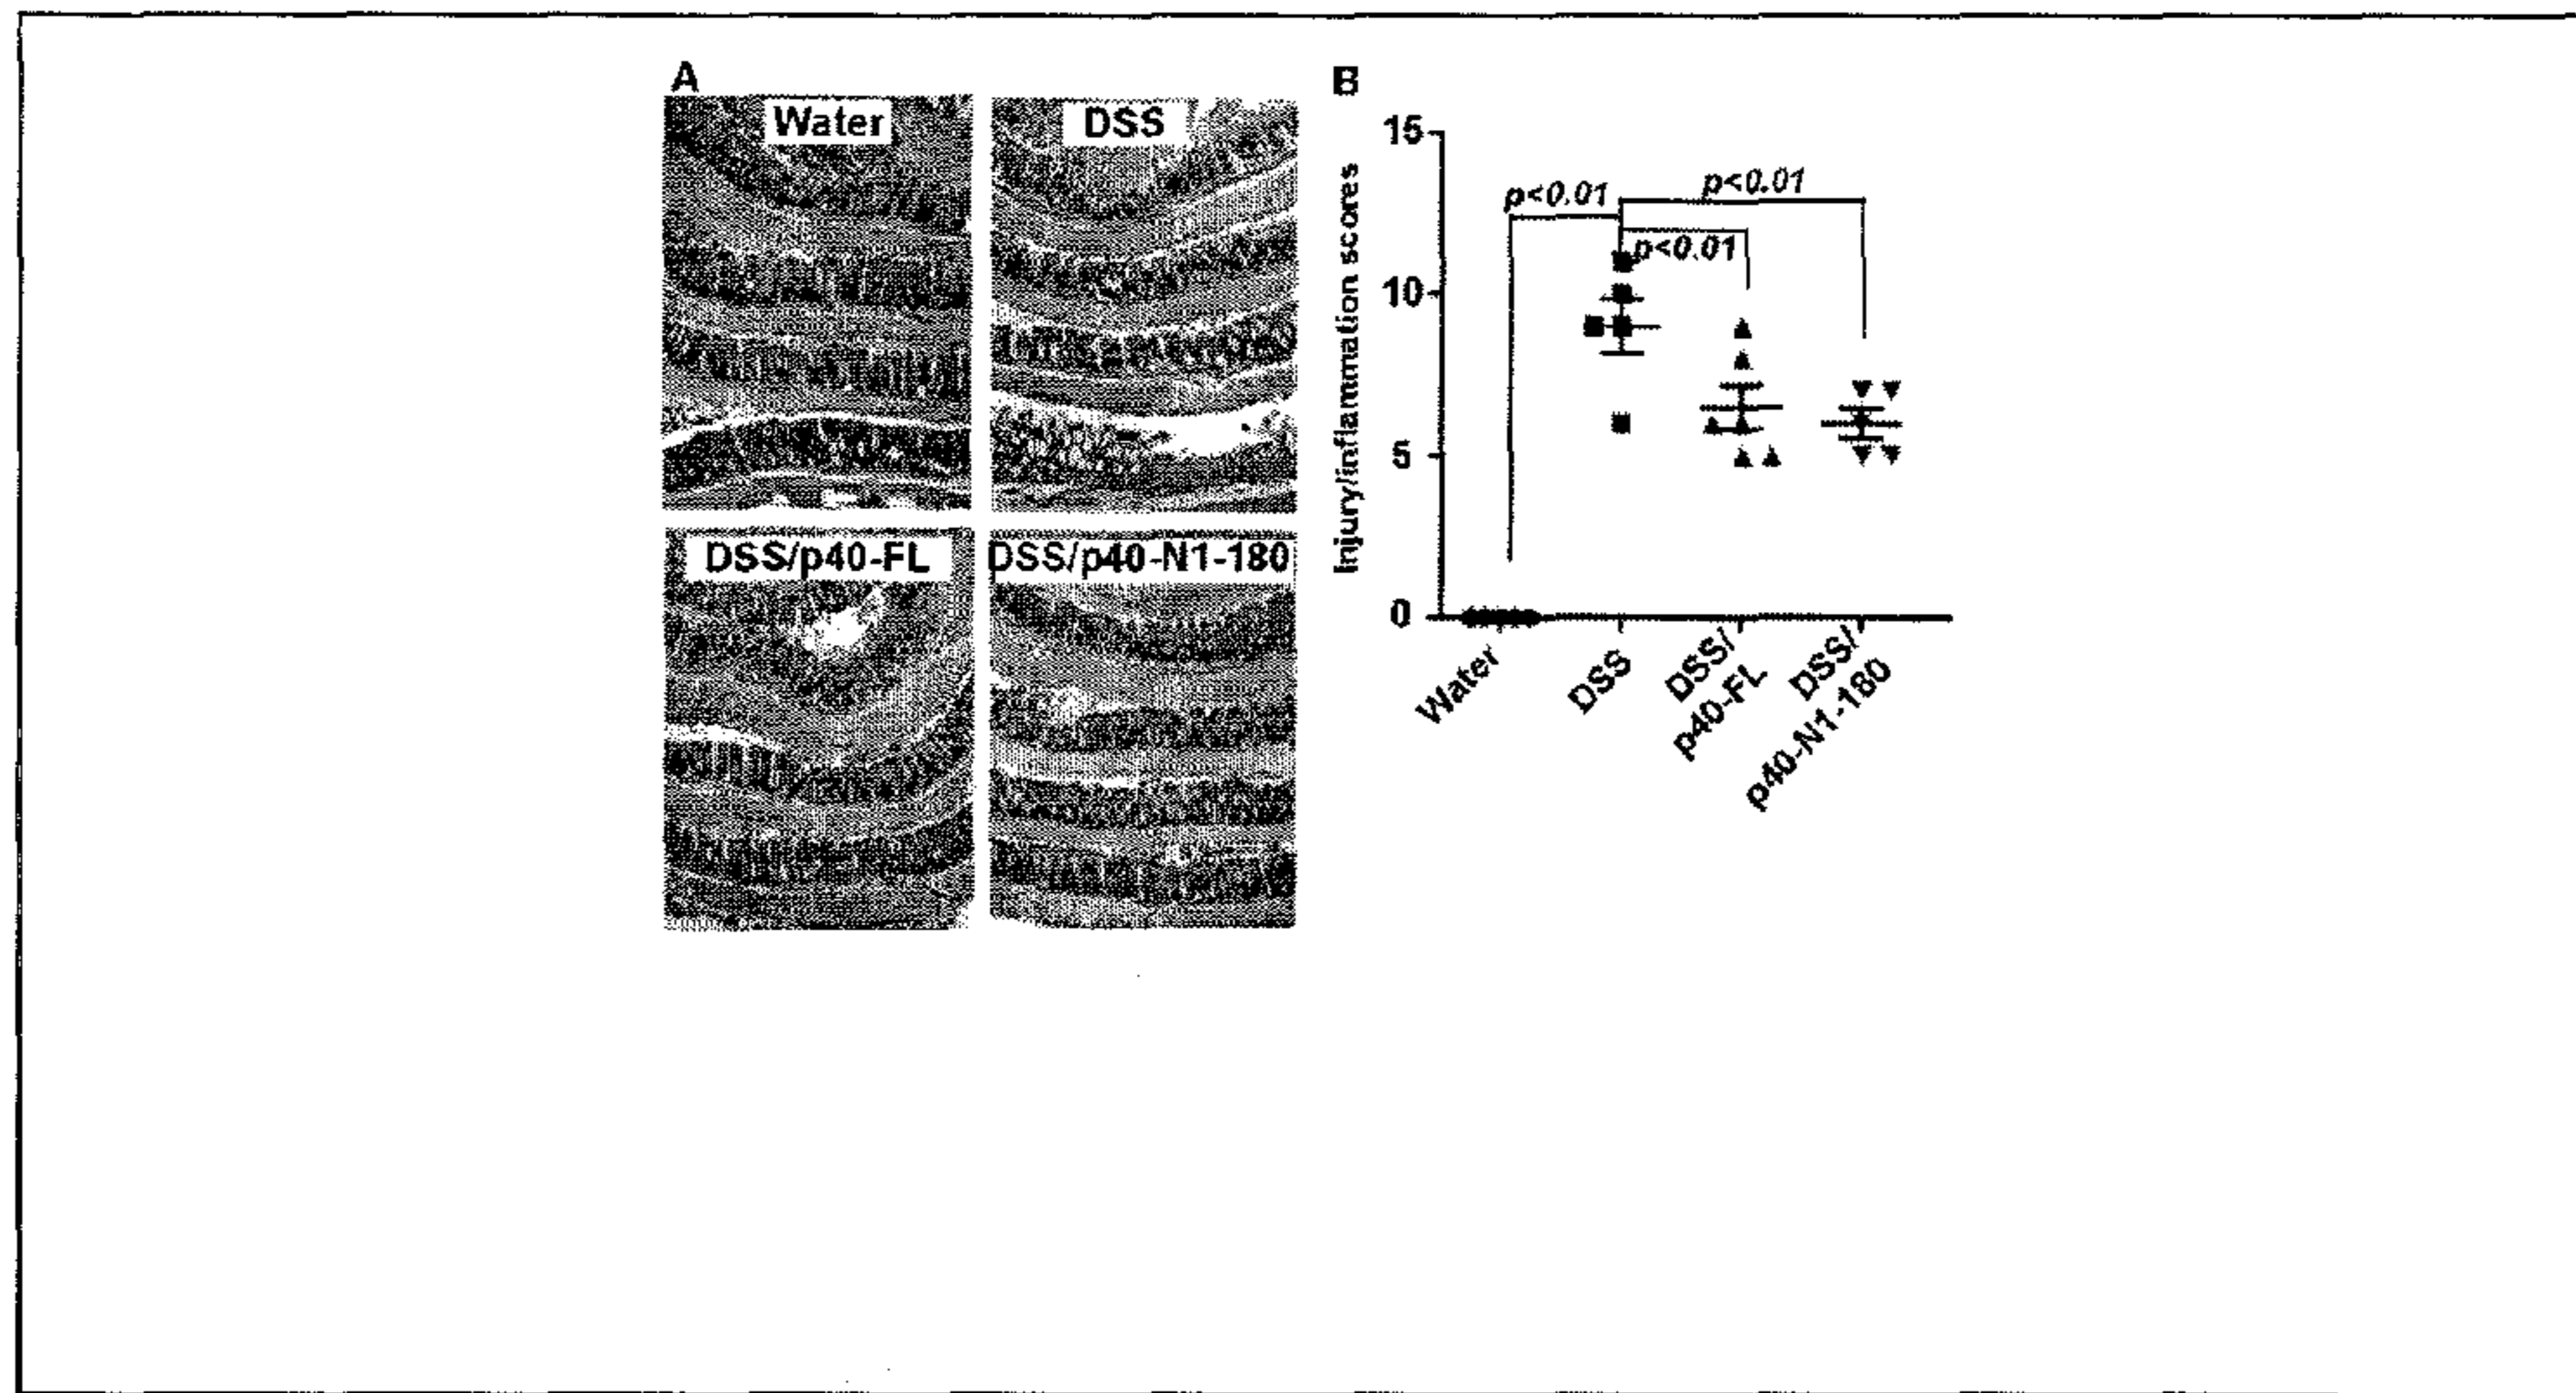 A
Water
DSS
DSS/p40-FL
DSS/p40-N1-180
B
Injury/inflammation scores
15
10
5
0
p<0.01
p<0.01
p<0.01
Water
DSS
DSS/
p40-FL
DSS/
p40-N1-180